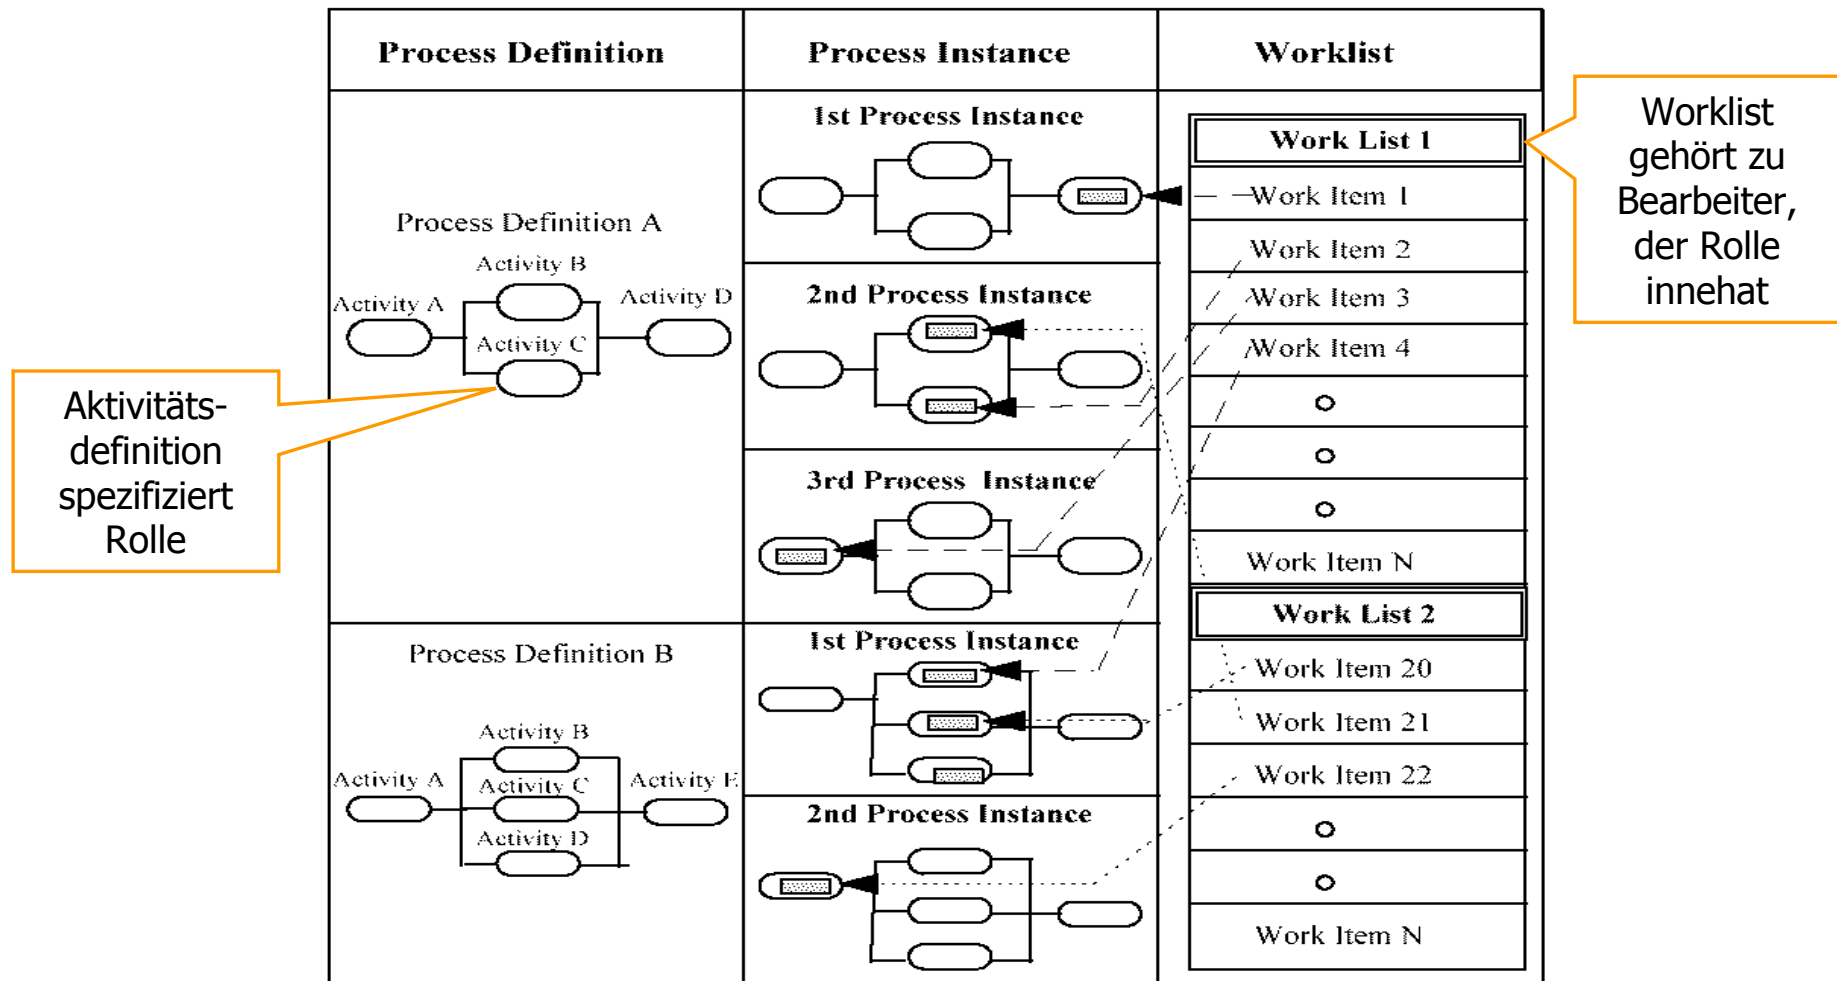 Process Definition
Process Instance
Worklist
Process Definition A
Activity A
Activity B
Activity C
Activity D
Aktivitäts-
definition
spezifiziert
Rolle
Process Definition B
Activity A
Activity B
Activity C
Activity D
Activity E
1st Process Instance
2nd Process Instance
3rd Process Instance
1st Process Instance
2nd Process Instance
Work List 1
Work Item 1
Work Item 2
Work Item 3
Work Item 4
Work Item N
Work List 2
Work Item 20
Work Item 21
Work Item 22
Work Item N
Worklist
gehört zu
Bearbeiter,
der Rolle
innehat